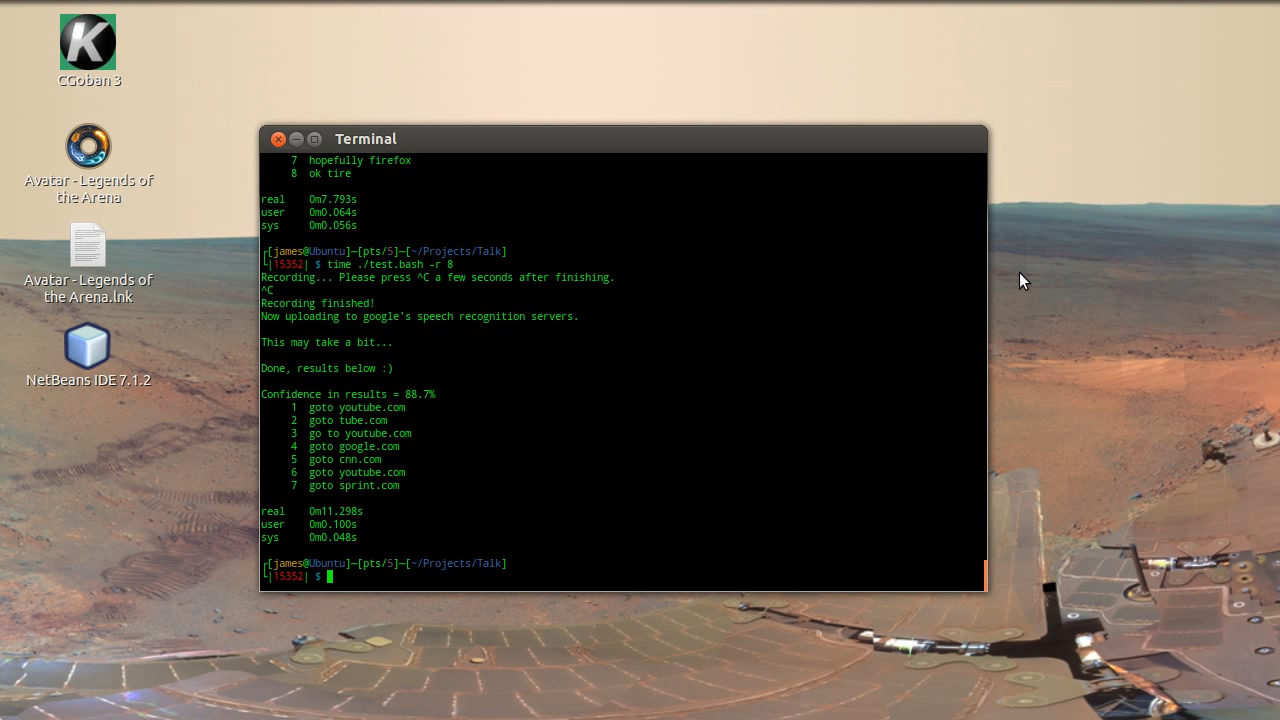 K
CGoban 3
Avatar - Legends of
the Arena
Avatar - Legends of
the Arena.lnk
NetBeans IDE 7.1.2
Terminal
7 hopefully firefox
8 ok tire
real 0m7.793s
user 0m0.064s
sys 0m0.056s
┌[james@Ubuntu]─[pts/5]─[~/Projects/Talk]
└|15352| $ time ./test.bash -r 8
Recording... Please press ^C a few seconds after finishing.
^C
Recording finished!
Now uploading to google's speech recognition servers.
This may take a bit...
Done, results below :)
Confidence in results = 88.7%
1 goto youtube.com
2 goto tube.com
3 go to youtube.com
4 goto google.com
5 goto cnn.com
6 goto youtube.com
7 goto sprint.com
real 0m11.298s
user 0m0.100s
sys 0m0.048s
┌[james@Ubuntu]─[pts/5]─[~/Projects/Talk]
└|15352| $